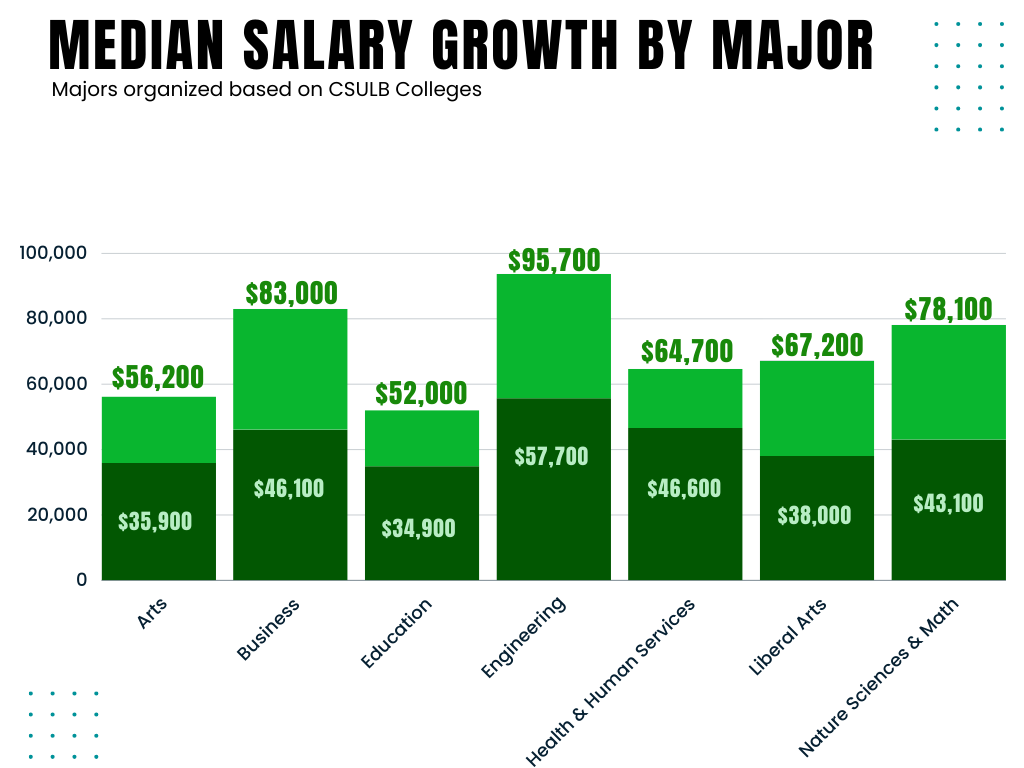 MEDIAN SALARY GROWTH BY MAJOR
Majors organized based on CSULB Colleges
100,000
80,000
60,000
40,000
20,000
0
$56,200
$83,000
$52,000
$95,700
$64,700
$67,200
$78,100
$35,900
$46,100
$34,900
$57,700
$46,600
$38,000
$43,100
Arts
Business
Education
Engineering
Health & Human Services
Liberal Arts
Nature Sciences & Math